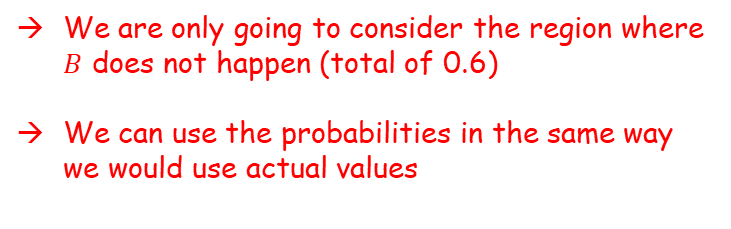 → We are only going to consider the region where
B does not happen (total of 0.6)
→ We can use the probabilities in the same way
we would use actual values